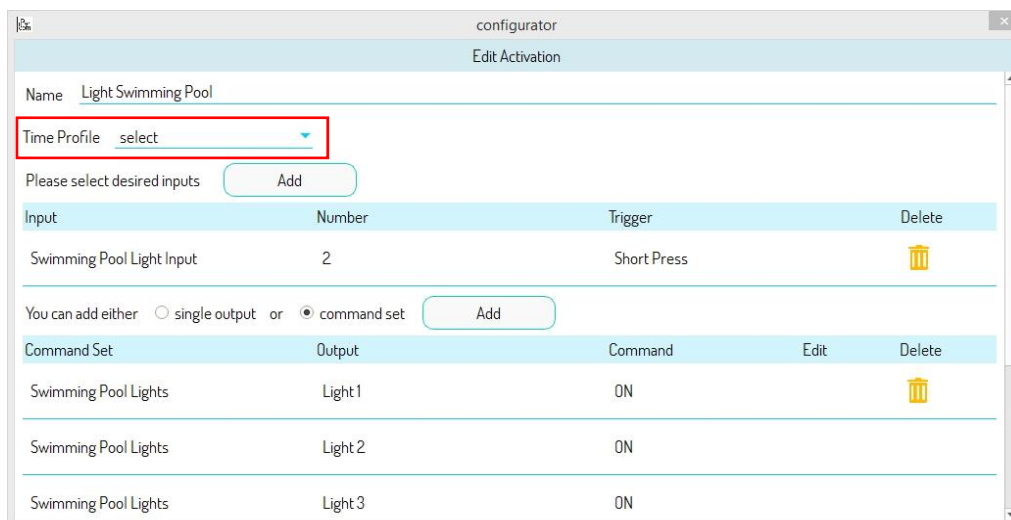 configurator
Edit Activation
Name Light Swimming Pool
Time Profile select
Please select desired inputs Add
Input Number Trigger Delete
Swimming Pool Light Input 2 Short Press
You can add either single output or command set Add
Command Set Output Command Edit Delete
Swimming Pool Lights Light 1 ON
Swimming Pool Lights Light 2 ON
Swimming Pool Lights Light 3 ON